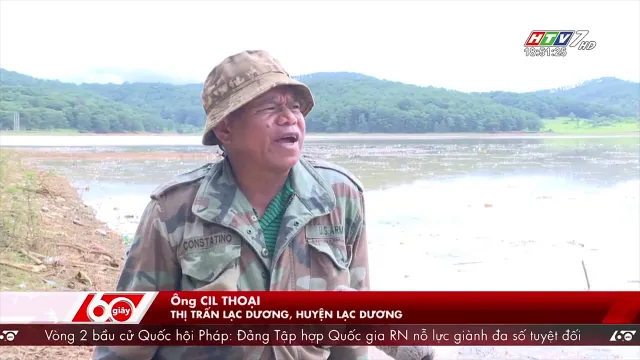 HTV7 HD
18:51:25
CONSTATINO
U.S. ARM
60 giây
Ông CIL THOẠI
THỊ TRẤN LẠC DƯƠNG, HUYỆN LẠC DƯƠNG
Vòng 2 bầu cử Quốc hội Pháp: Đảng Tập hợp Quốc gia RN nỗ lực giành đa số tuyệt đối